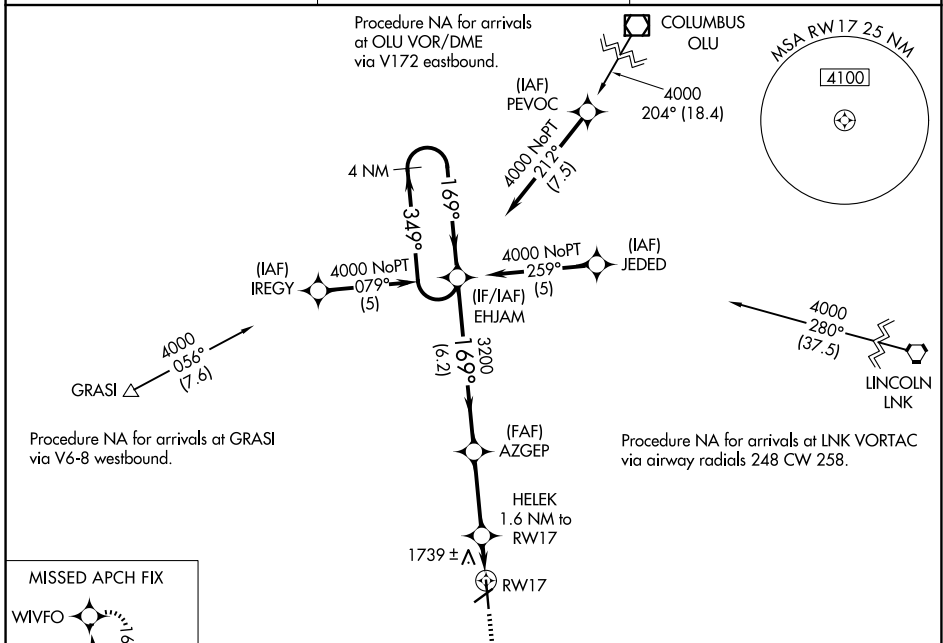 Procedure NA for arrivals
at OLU VOR/DME
via V172 eastbound.
COLUMBUS
OLU
MSA RW17 25 NM
4100
(IAF)
PEVOC
4000
204° (18.4)
4000 NoPT
212°
(7.5)
4 NM
169°
349°
(IAF)
IREGY
4000 NoPT
079°
(5)
4000 NoPT
259°
(5)
(IAF)
JEDED
(IF/IAF)
EHJAM
4000
056°
(7.6)
GRASI
3200
169°
(6.2)
4000
280°
(37.5)
LINCOLN
LNK
Procedure NA for arrivals at GRASI
via V6-8 westbound.
(FAF)
AZGEP
Procedure NA for arrivals at LNK VORTAC
via airway radials 248 CW 258.
HELEK
1.6 NM to
RW17
1739 ±
RW17
MISSED APCH FIX
WIVFO